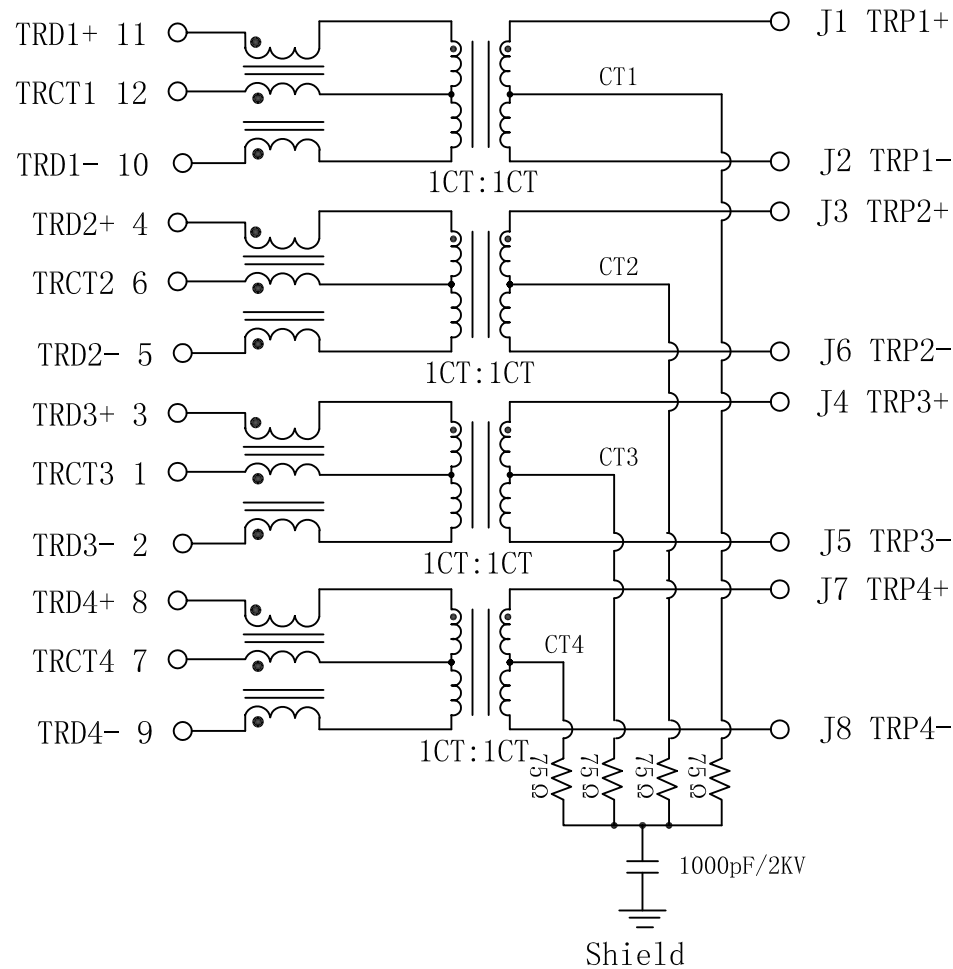 TRD1+ 11
J1 TRP1+
TRCT1 12
CT1
TRD1- 10
J2 TRP1-
1CT:1CT
TRD2+ 4
J3 TRP2+
TRCT2 6
CT2
TRD2- 5
J6 TRP2-
1CT:1CT
TRD3+ 3
J4 TRP3+
TRCT3 1
CT3
TRD3- 2
J5 TRP3-
1CT:1CT
TRD4+ 8
J7 TRP4+
TRCT4 7
CT4
TRD4- 9
J8 TRP4-
1CT:1CT
75Ω
75Ω
75Ω
75Ω
1000pF/2KV
Shield